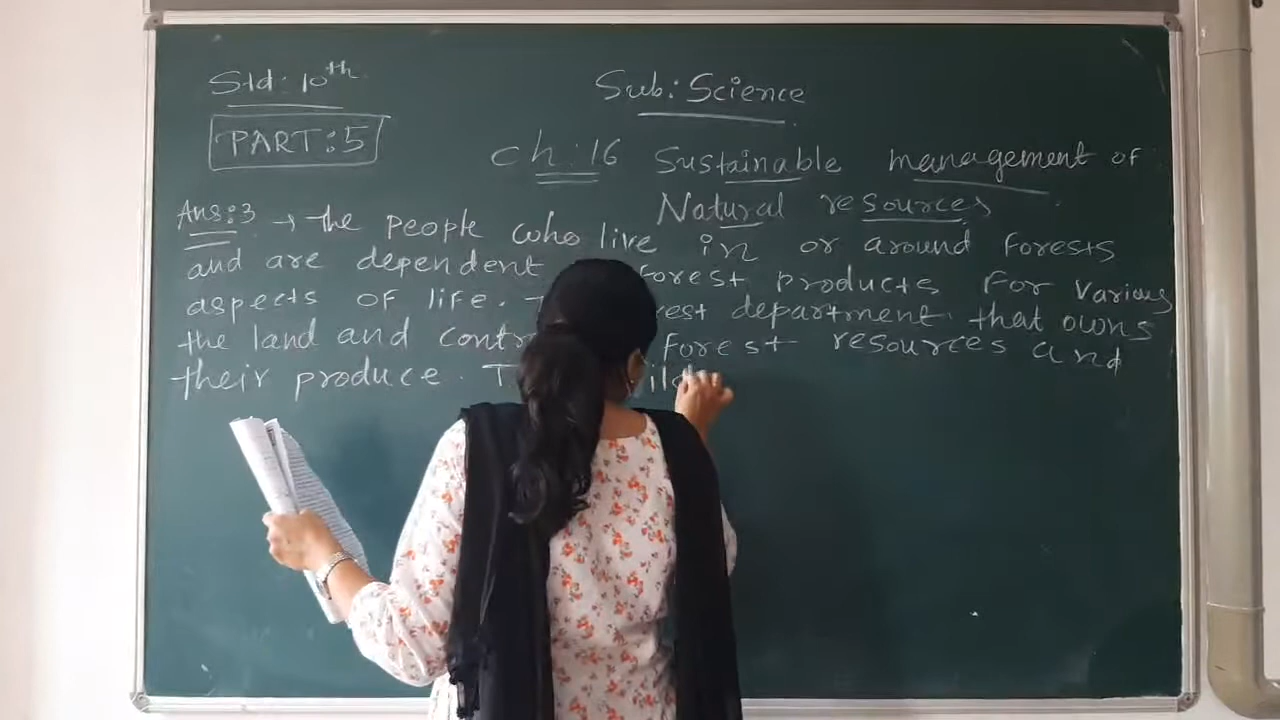 Std: 10th
Sub: Science
PART: 5
ch: 16 Sustainable management of
Natural resources
Ans:3 → The people who live in or around forests
and are dependent forest products for various
aspects of life. department that owns
the land and forest resources and
their produce.